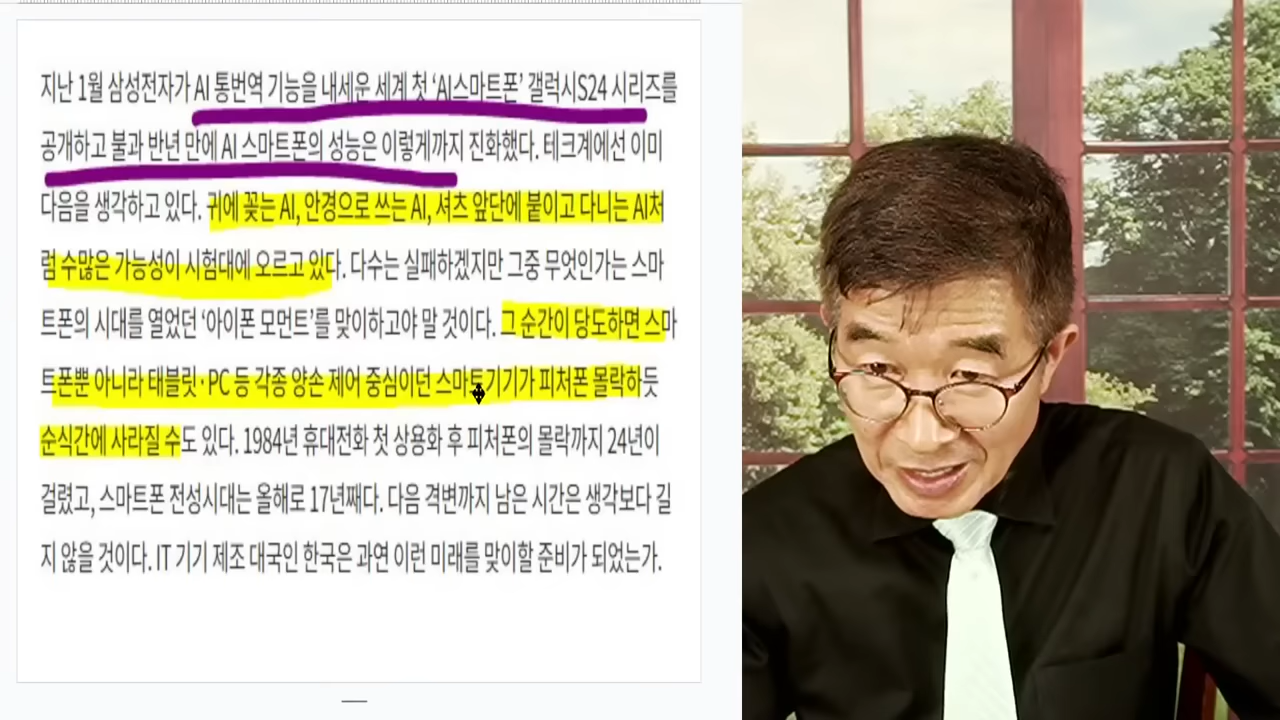 지난 1월 삼성전자가 AI 통번역 기능을 내세운 세계 첫 ‘AI스마트폰’ 갤럭시S24 시리즈를
공개하고 불과 반년 만에 AI 스마트폰의 성능은 이렇게까지 진화했다. 테크계에선 이미
다음을 생각하고 있다. 귀에 꽂는 AI, 안경으로 쓰는 AI, 셔츠 앞단에 붙이고 다니는 AI처
럼 수많은 가능성이 시험대에 오르고 있다. 다수는 실패하겠지만 그중 무엇인가는 스마
트폰의 시대를 열었던 ‘아이폰 모먼트’를 맞이하고야 말 것이다. 그 순간이 당도하면 스마
트폰뿐 아니라 태블릿·PC 등 각종 양손 제어 중심이던 스마트기기가 피처폰 몰락하듯
순식간에 사라질 수도 있다. 1984년 휴대전화 첫 상용화 후 피처폰의 몰락까지 24년이
걸렸고, 스마트폰 전성시대는 올해로 17년째다. 다음 격변까지 남은 시간은 생각보다 길
지 않을 것이다. IT 기기 제조 대국인 한국은 과연 이런 미래를 맞이할 준비가 되었는가.